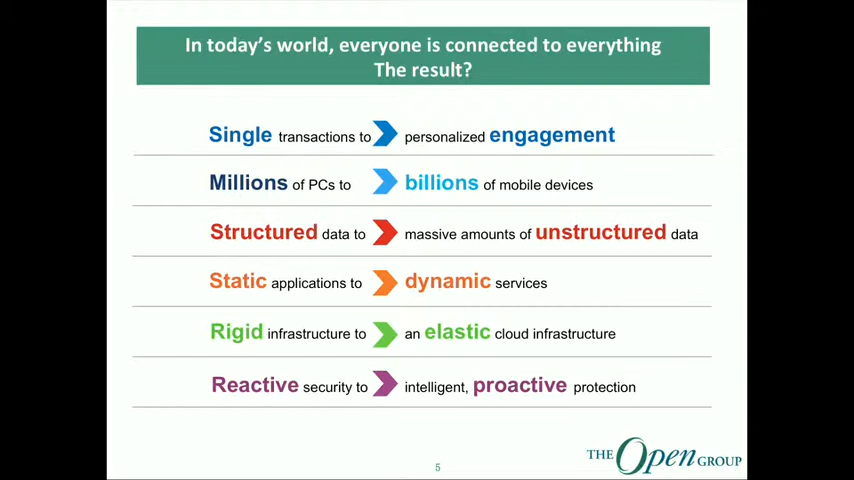 In today's world, everyone is connected to everything
The result?
Single transactions to personalized engagement
Millions of PCs to billions of mobile devices
Structured data to massive amounts of unstructured data
Static applications to dynamic services
Rigid infrastructure to an elastic cloud infrastructure
Reactive security to intelligent, proactive protection
5
THE Open GROUP